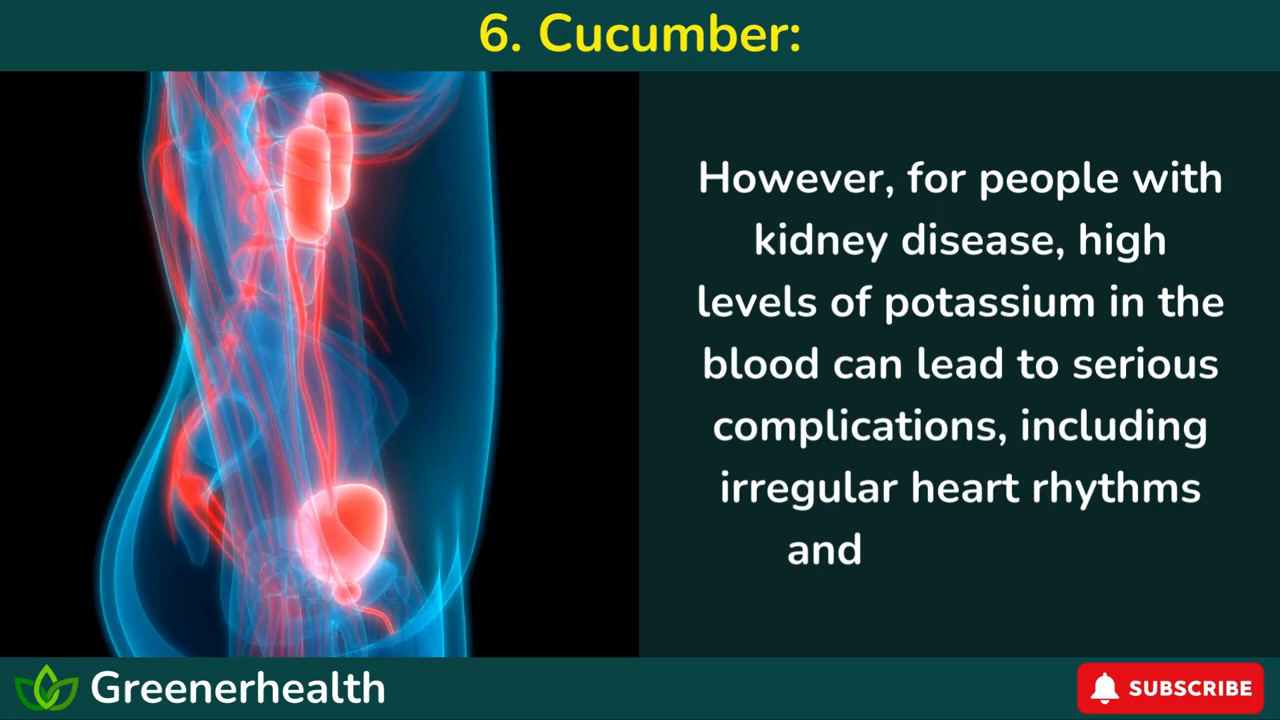 6. Cucumber:
However, for people with
kidney disease, high
levels of potassium in the
blood can lead to serious
complications, including
irregular heart rhythms
and
Greenerhealth
SUBSCRIBE